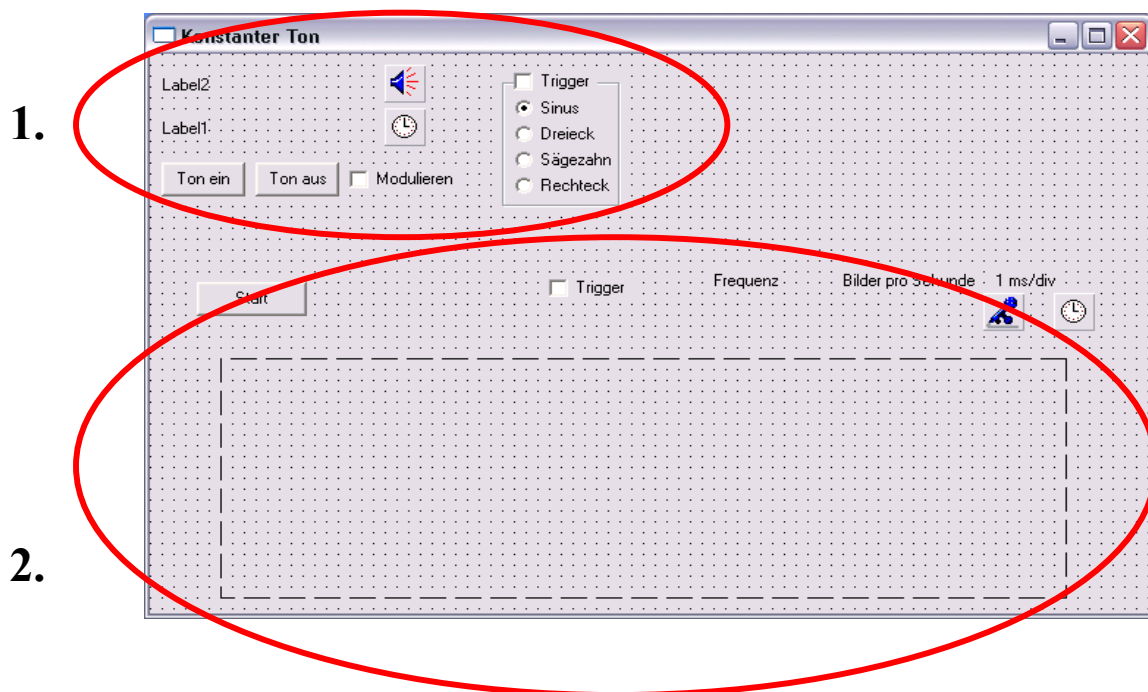 Konstanter Ton
1.
Label2
Trigger
Sinus
Label1
Dreieck
Sägezahn
Ton ein
Ton aus
Modulieren
Rechteck
Start
Trigger
Frequenz
Bilder pro Sekunde
1 ms/div
2.